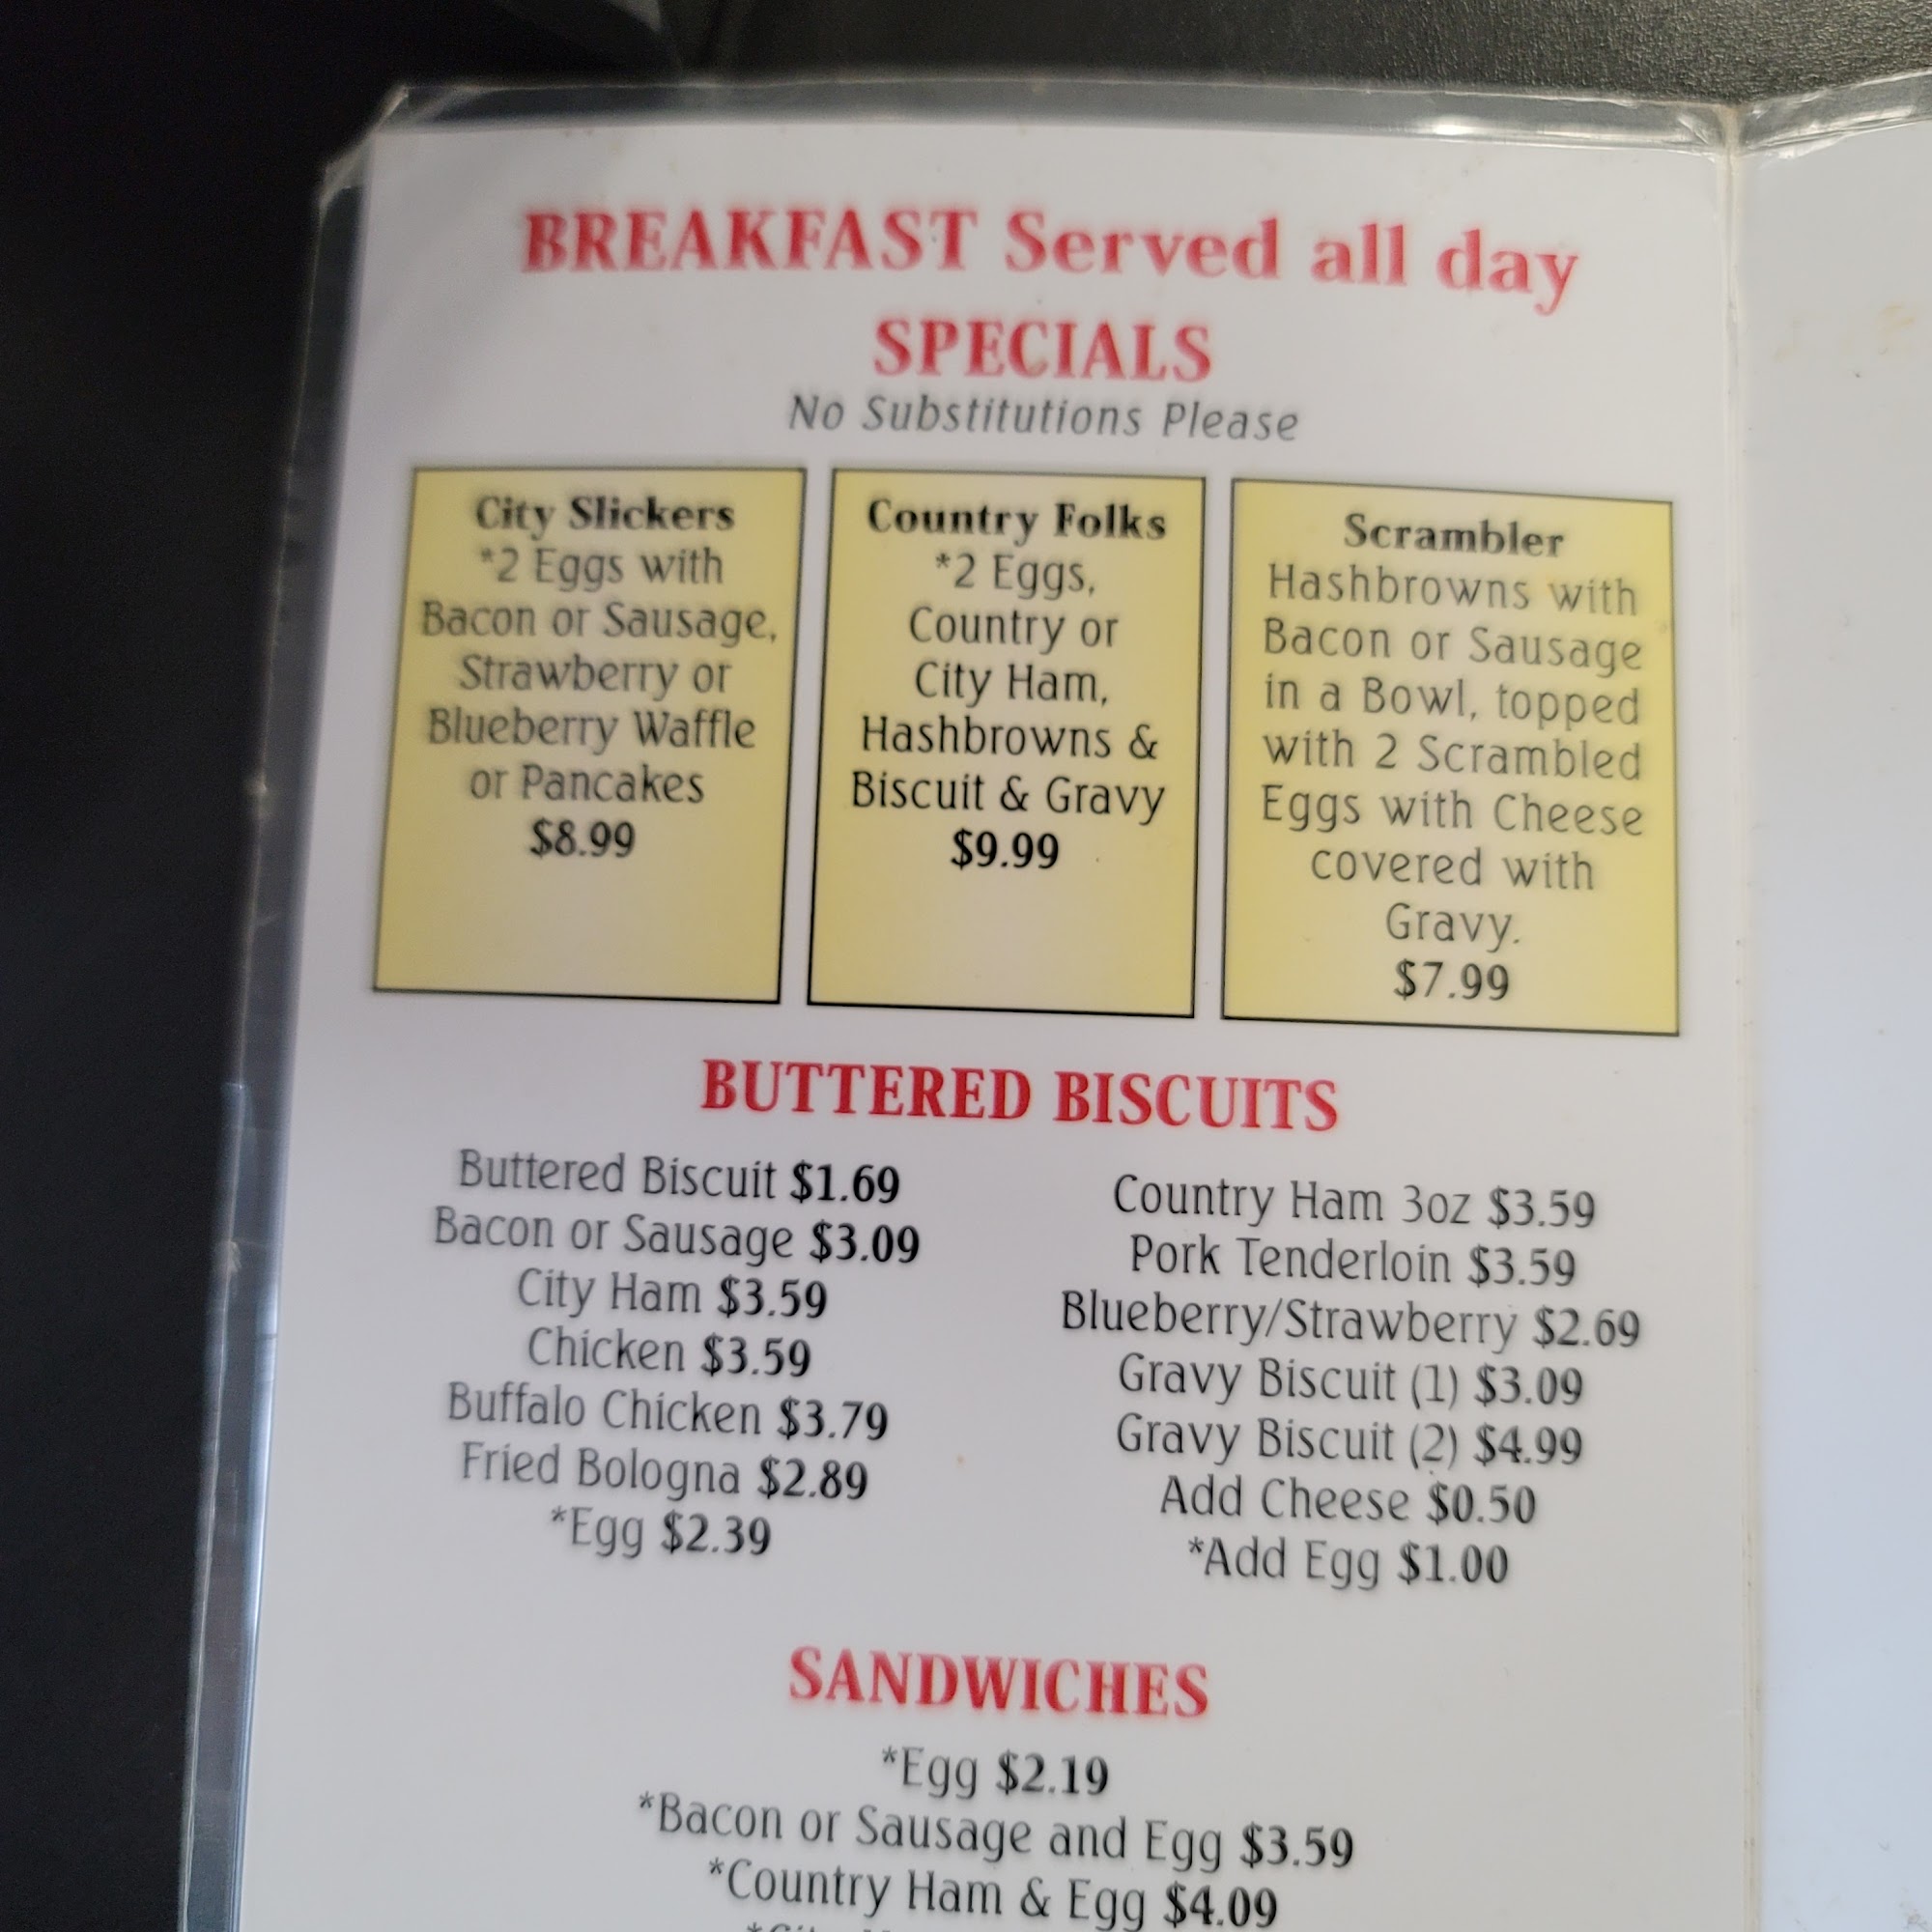 BREAKFAST Served all day
SPECIALS
No Substitutions Please
City Slickers
*2 Eggs with
Bacon or Sausage,
Strawberry or
Blueberry Waffle
or Pancakes
$8.99
Country Folks
*2 Eggs,
Country or
City Ham,
Hashbrowns &
Biscuit & Gravy
$9.99
Scrambler
Hashbrowns with
Bacon or Sausage
in a Bowl, topped
with 2 Scrambled
Eggs with Cheese
covered with
Gravy.
$7.99
BUTTERED BISCUITS
Buttered Biscuit $1.69
Bacon or Sausage $3.09
City Ham $3.59
Chicken $3.59
Buffalo Chicken $3.79
Fried Bologna $2.89
*Egg $2.39
Country Ham 3oz $3.59
Pork Tenderloin $3.59
Blueberry/Strawberry $2.69
Gravy Biscuit (1) $3.09
Gravy Biscuit (2) $4.99
Add Cheese $0.50
*Add Egg $1.00
SANDWICHES
*Egg $2.19
*Bacon or Sausage and Egg $3.59
*Country Ham & Egg $4.09